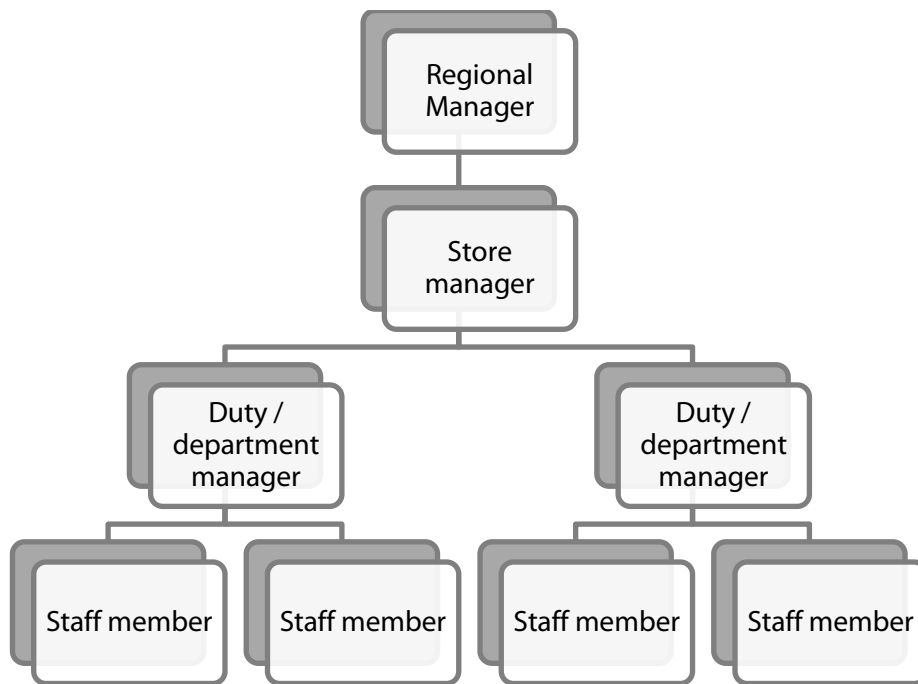 Regional
Manager
Store
manager
Duty /
department
manager
Duty /
department
manager
Staff member
Staff member
Staff member
Staff member